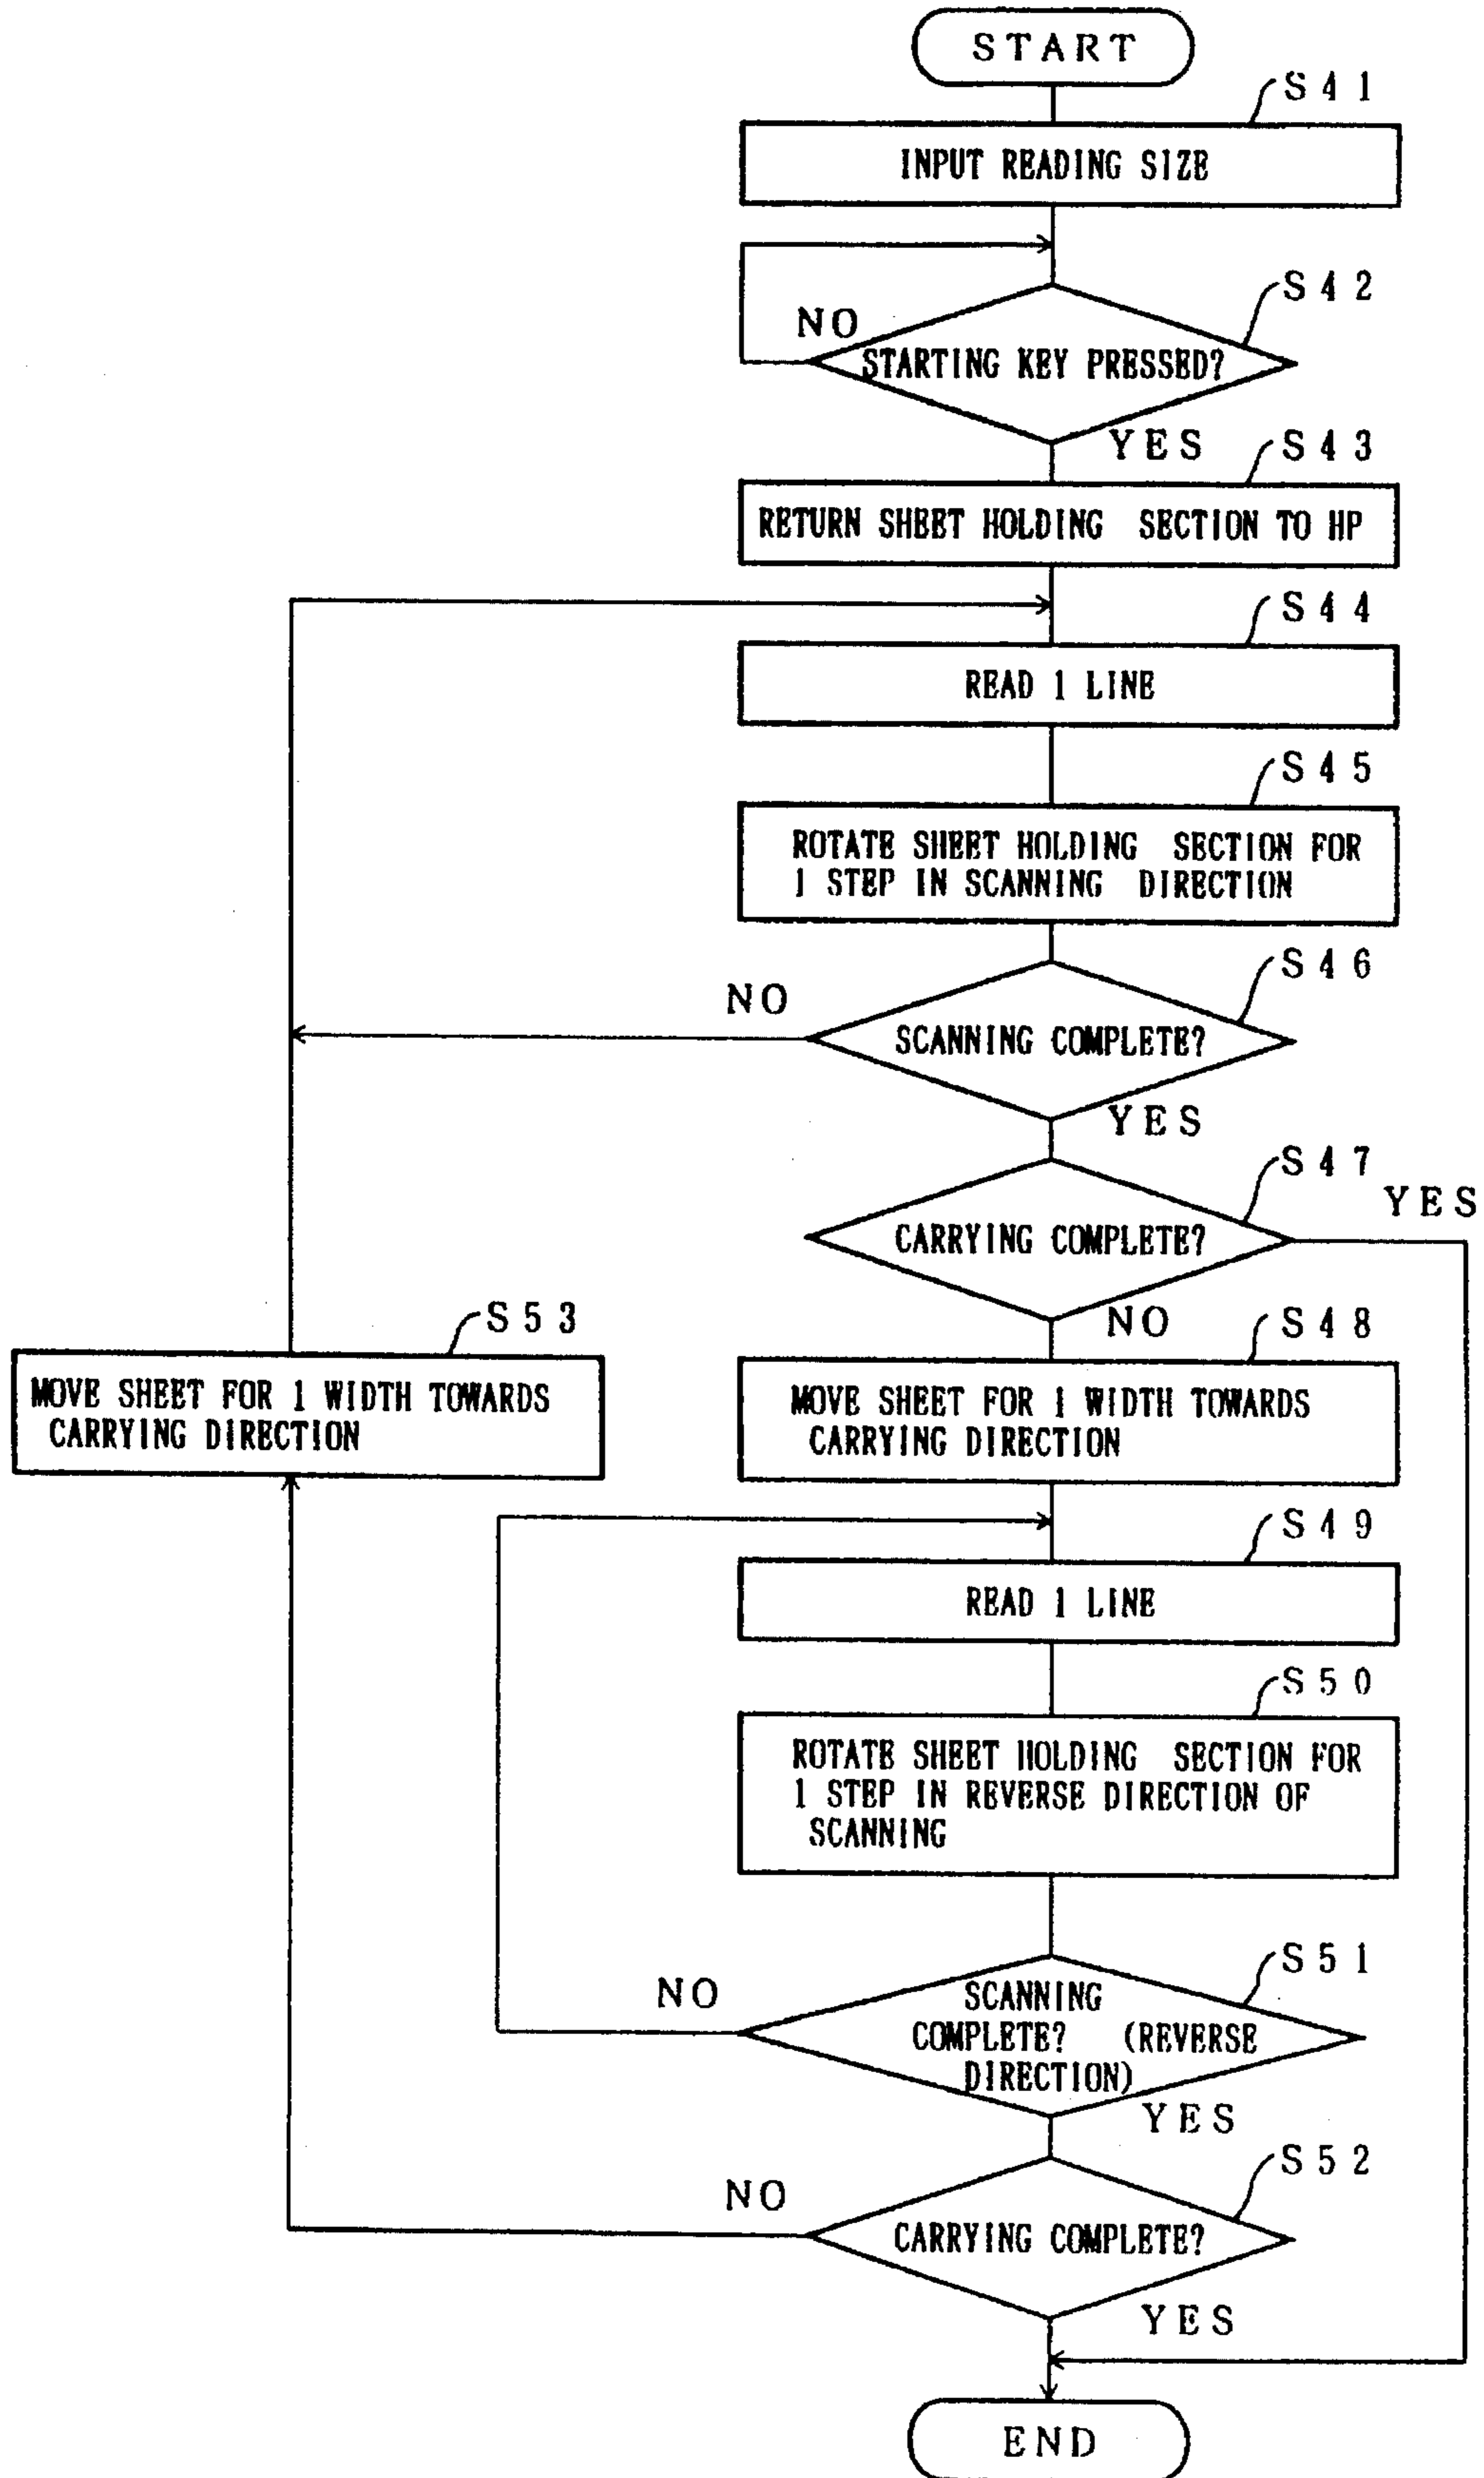 START
S41
INPUT READING SIZE
S42
NO
STARTING KEY PRESSED?
YES
S43
RETURN SHEET HOLDING SECTION TO HP
S44
READ 1 LINE
S45
ROTATE SHEET HOLDING SECTION FOR
1 STEP IN SCANNING DIRECTION
S46
NO
SCANNING COMPLETE?
YES
S47
YES
CARRYING COMPLETE?
NO
S53
MOVE SHEET FOR 1 WIDTH TOWARDS
CARRYING DIRECTION
S48
MOVE SHEET FOR 1 WIDTH TOWARDS
CARRYING DIRECTION
S49
READ 1 LINE
S50
ROTATE SHEET HOLDING SECTION FOR
1 STEP IN REVERSE DIRECTION OF
SCANNING
S51
NO
SCANNING
COMPLETE? (REVERSE
DIRECTION)
YES
S52
NO
CARRYING COMPLETE?
YES
END